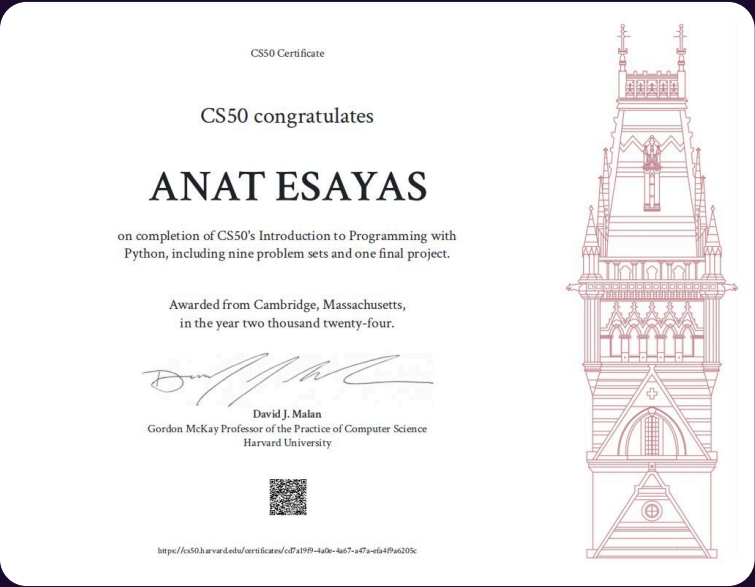 CS50 Certificate
CS50 congratulates
ANAT ESAYAS
on completion of CS50's Introduction to Programming with
Python, including nine problem sets and one final project.
Awarded from Cambridge, Massachusetts,
in the year two thousand twenty-four.
David J. Malan
Gordon McKay Professor of the Practice of Computer Science
Harvard University
https://cs50.harvard.edu/certificates/cd7a19f9-4a0e-4a67-a47a-efa4f9a6205c